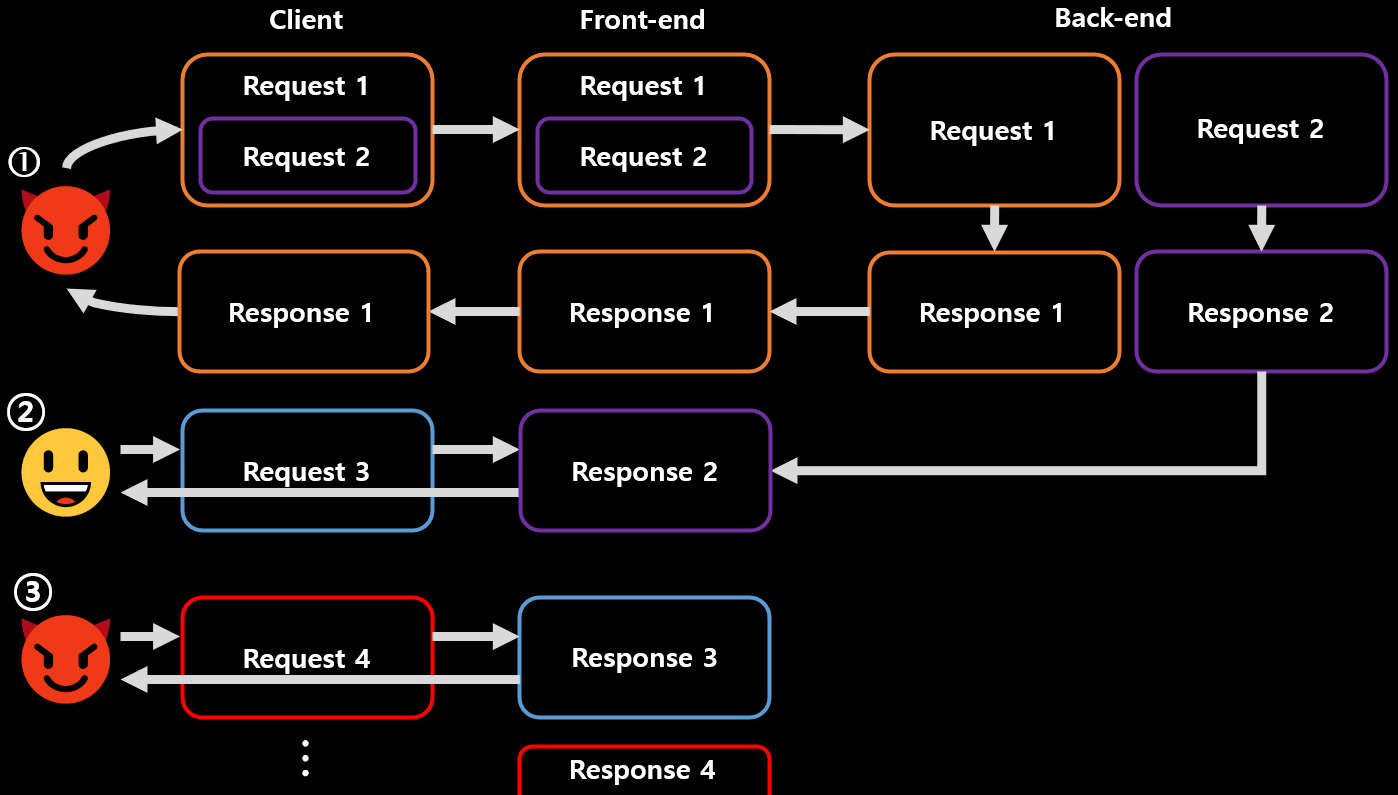 Client
Front-end
Back-end
①
Request 1
Request 2
Request 1
Request 2
Request 1
Request 2
Response 1
Response 1
Response 1
Response 2
②
Request 3
Response 2
③
Request 4
Response 3
Response 4